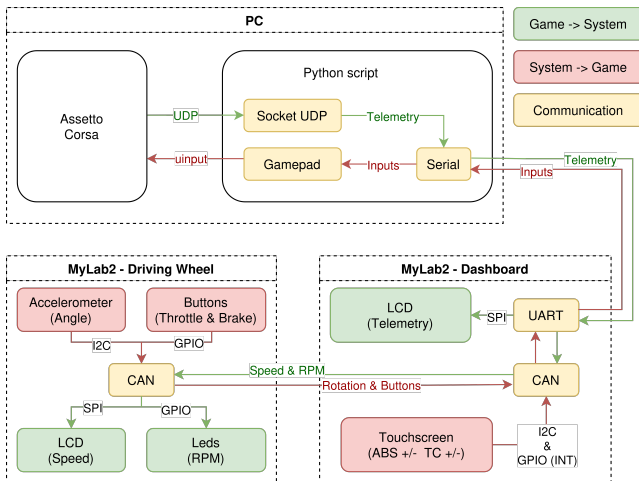 PC
Game -> System
System -> Game
Communication
Python script
Assetto
Corsa
UDP
Socket UDP
Telemetry
uinput
Gamepad
Inputs
Serial
Telemetry
Inputs
MyLab2 - Driving Wheel
Accelerometer
(Angle)
Buttons
(Throttle & Brake)
I2C
GPIO
CAN
SPI
GPIO
LCD
(Speed)
Leds
(RPM)
Speed & RPM
Rotation & Buttons
MyLab2 - Dashboard
LCD
(Telemetry)
SPI
UART
CAN
Touchscreen
(ABS +/-  TC +/-)
I2C
&
GPIO (INT)